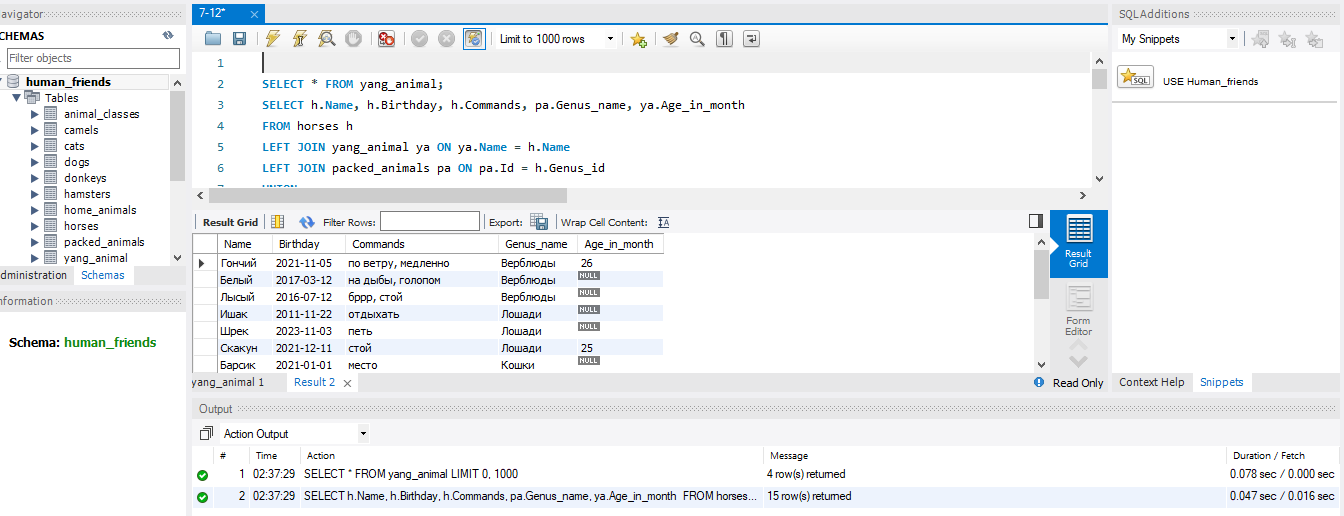 avigator
CHEMAS
Filter objects
human_friends
Tables
animal_classes
camels
cats
dogs
donkeys
hamsters
home_animals
horses
packed_animals
yang_animal
dministration Schemas
nformation
Schema: human_friends
7-12*
Limit to 1000 rows
1
2 SELECT * FROM yang_animal;
3 SELECT h.Name, h.Birthday, h.Commands, pa.Genus_name, ya.Age_in_month
4 FROM horses h
5 LEFT JOIN yang_animal ya ON ya.Name = h.Name
6 LEFT JOIN packed_animals pa ON pa.Id = h.Genus_id
7 UNION
Result Grid Filter Rows: Export: Wrap Cell Content:
Name Birthday Commands Genus_name Age_in_month
Гончий 2021-11-05 по ветру, медленно Верблюды 26
Белый 2017-03-12 на дыбы, голопом Верблюды NULL
Лысый 2016-07-12 бррр, стой Верблюды NULL
Ишак 2011-11-22 отдыхать Лошади NULL
Шрек 2023-11-03 петь Лошади NULL
Скакун 2021-12-11 стой Лошади 25
Барсик 2021-01-01 место Кошки NULL
Result
Grid
Form
Editor
yang_animal 1 Result 2 Read Only
Output
Action Output
# Time Action Message Duration / Fetch
1 02:37:29 SELECT * FROM yang_animal LIMIT 0, 1000 4 row(s) returned 0.078 sec / 0.000 sec
2 02:37:29 SELECT h.Name, h.Birthday, h.Commands, pa.Genus_name, ya.Age_in_month FROM horses... 15 row(s) returned 0.047 sec / 0.016 sec
SQLAdditions
My Snippets
SQL USE Human_friends
Context Help Snippets